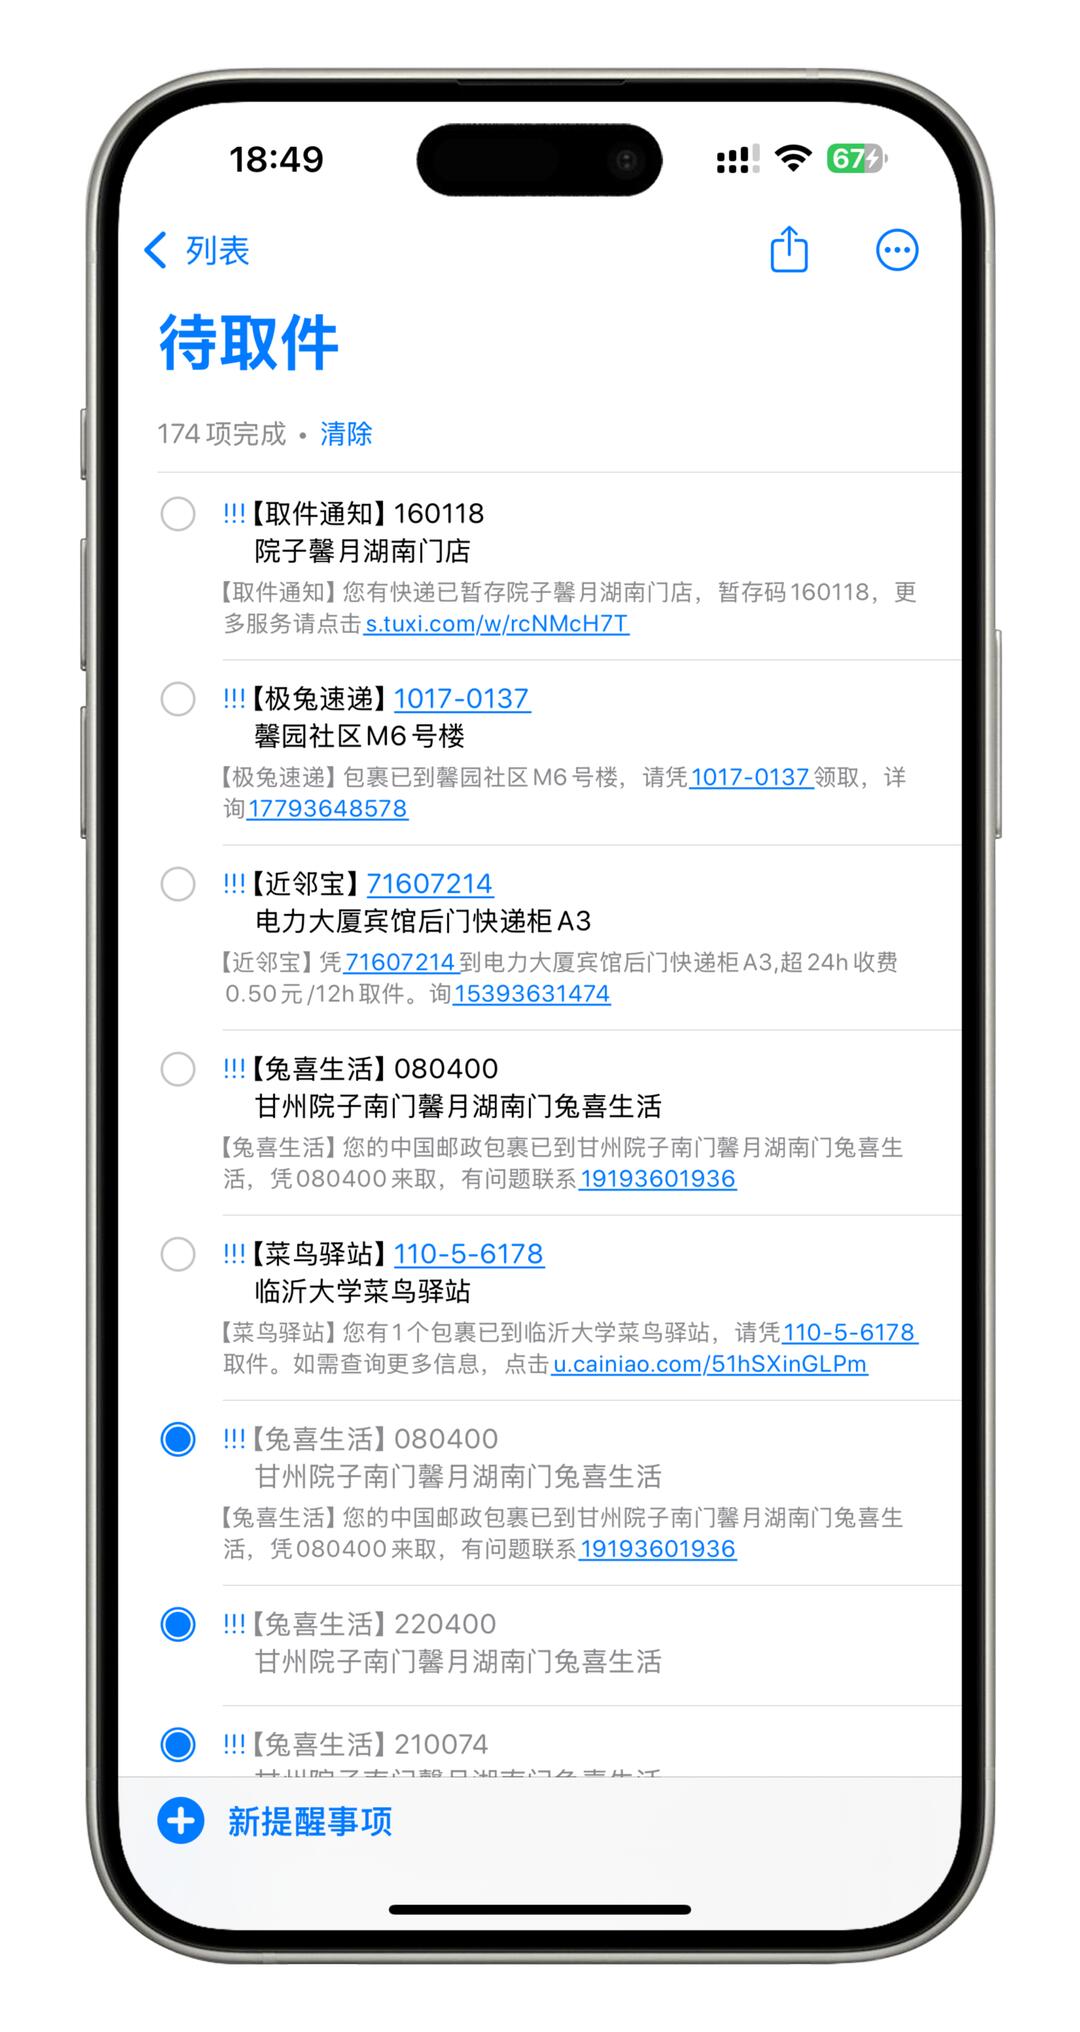 18:49
67
列表
待取件
174项完成 • 清除
!!!【取件通知】160118
院子馨月湖南门店
【取件通知】您有快递已暂存院子馨月湖南门店，暂存码160118，更
多服务请点击s.tuxi.com/w/rcNMcH7T
!!!【极兔速递】1017-0137
馨园社区M6号楼
【极兔速递】包裹已到馨园社区M6号楼，请凭1017-0137领取，详
询17793648578
!!!【近邻宝】71607214
电力大厦宾馆后门快递柜A3
【近邻宝】凭71607214到电力大厦宾馆后门快递柜A3,超24h收费
0.50元/12h取件。询15393631474
!!!【兔喜生活】080400
甘州院子南门馨月湖南门兔喜生活
【兔喜生活】您的中国邮政包裹已到甘州院子南门馨月湖南门兔喜生
活，凭080400来取，有问题联系19193601936
!!!【菜鸟驿站】110-5-6178
临沂大学菜鸟驿站
【菜鸟驿站】您有1个包裹已到临沂大学菜鸟驿站，请凭110-5-6178
取件。如需查询更多信息，点击u.cainiao.com/51hSXinGLPm
!!!【兔喜生活】080400
甘州院子南门馨月湖南门兔喜生活
【兔喜生活】您的中国邮政包裹已到甘州院子南门馨月湖南门兔喜生
活，凭080400来取，有问题联系19193601936
!!!【兔喜生活】220400
甘州院子南门馨月湖南门兔喜生活
!!!【兔喜生活】210074
新提醒事项